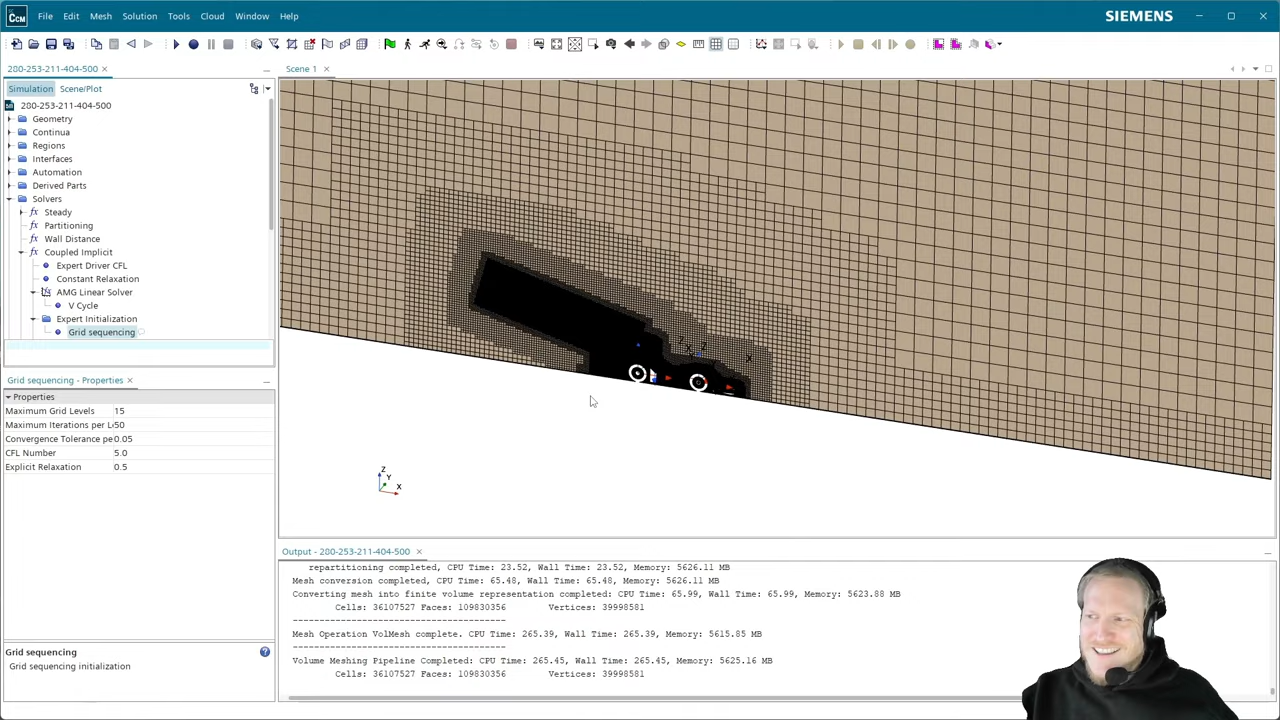 CCM File Edit Mesh Solution Tools Cloud Window Help SIEMENS
280-253-211-404-500
Scene 1
Simulation Scene/Plot
280-253-211-404-500
Geometry
Continua
Regions
Interfaces
Automation
Derived Parts
Solvers
fx Steady
fx Partitioning
fx Wall Distance
fx Coupled Implicit
Expert Driver CFL
Constant Relaxation
AMG Linear Solver
V Cycle
Expert Initialization
Grid sequencing
Z
X
Z
X
Z
Y
X
Grid sequencing - Properties
Properties
Maximum Grid Levels 15
Maximum Iterations per L 50
Convergence Tolerance pe 0.05
CFL Number 5.0
Explicit Relaxation 0.5
Grid sequencing
Grid sequencing initialization
Output - 280-253-211-404-500
repartitioning completed, CPU Time: 23.52, Wall Time: 23.52, Memory: 5626.11 MB
Mesh conversion completed, CPU Time: 65.48, Wall Time: 65.48, Memory: 5626.11 MB
Converting mesh into finite volume representation completed: CPU Time: 65.99, Wall Time: 65.99, Memory: 5623.88 MB
Cells: 36107527 Faces: 109830356 Vertices: 39998581
----------------------------------------
Mesh Operation VolMesh complete. CPU Time: 265.39, Wall Time: 265.39, Memory: 5615.85 MB
----------------------------------------
Volume Meshing Pipeline Completed: CPU Time: 265.45, Wall Time: 265.45, Memory: 5625.16 MB
Cells: 36107527 Faces: 109830356 Vertices: 39998581